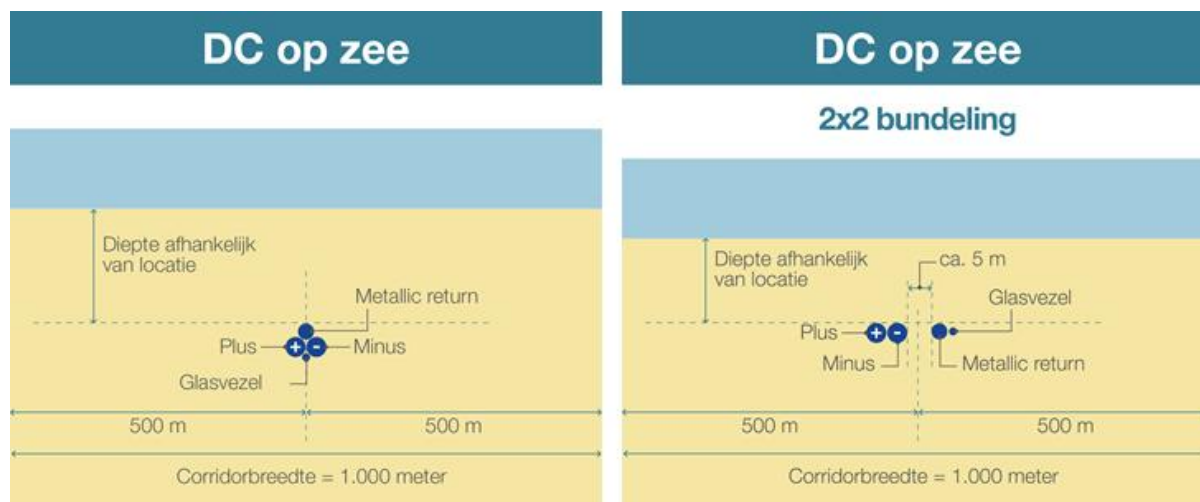 DC op zee
Diepte afhankelijk
van locatie
Metallic return
Plus
+
-
Minus
Glasvezel
500 m
500 m
Corridorbreedte = 1.000 meter
DC op zee
2x2 bundeling
Diepte afhankelijk
van locatie
ca. 5 m
Glasvezel
Plus
+
-
Minus
Metallic return
500 m
500 m
Corridorbreedte = 1.000 meter